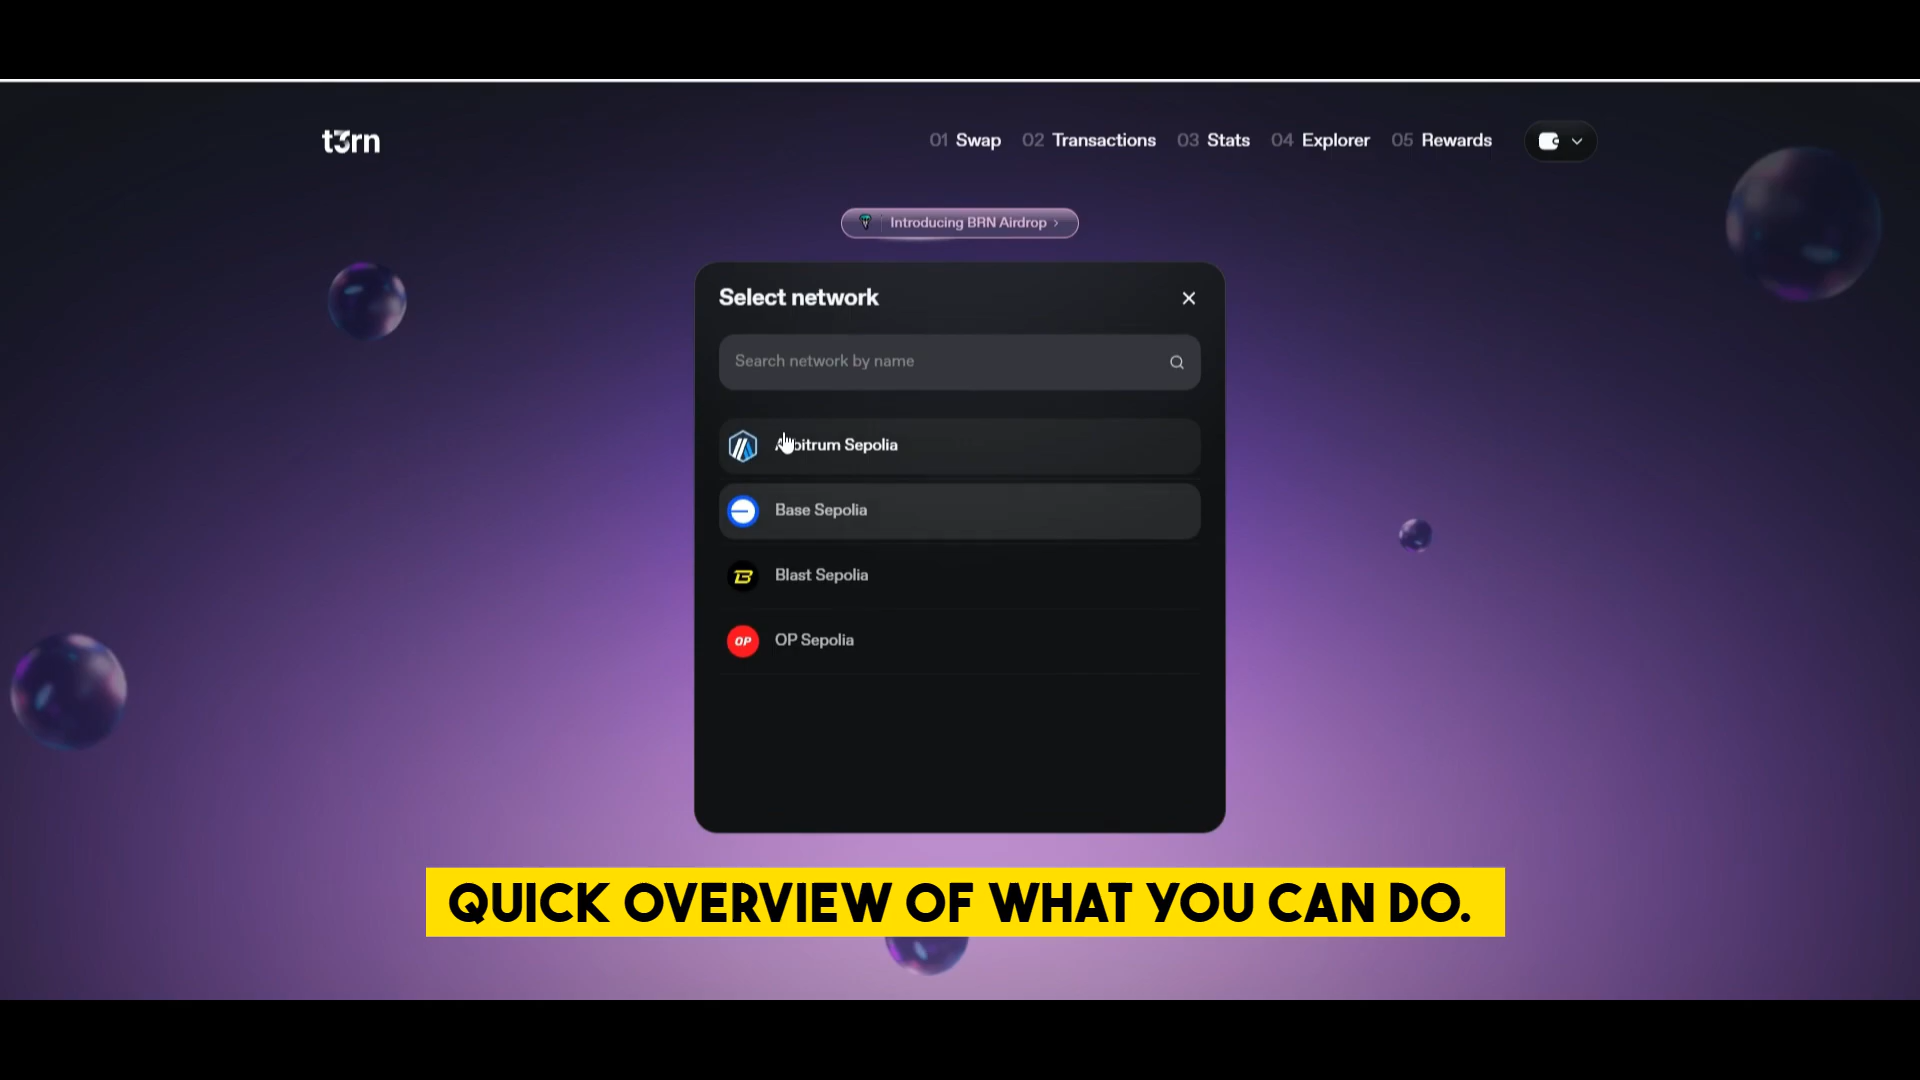 t3rn
01 Swap 02 Transactions 03 Stats 04 Explorer 05 Rewards
Introducing BRN Airdrop ›
Select network
Search network by name
Arbitrum Sepolia
Base Sepolia
Blast Sepolia
OP OP Sepolia
QUICK OVERVIEW OF WHAT YOU CAN DO.